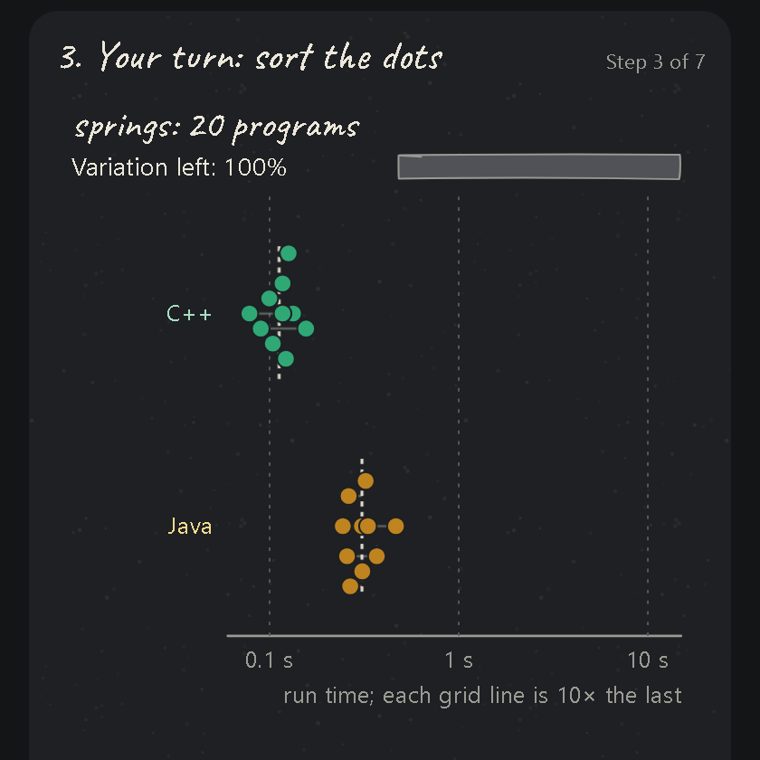 3. Your turn: sort the dots
Step 3 of 7
springs: 20 programs
Variation left: 100%
C++
Java
0.1 s
1 s
10 s
run time; each grid line is 10× the last